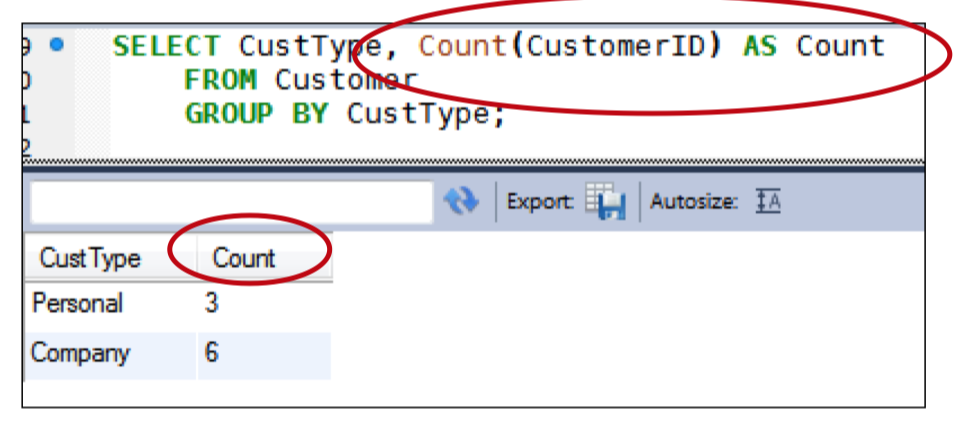 9 SELECT CustType, Count(CustomerID) AS Count
0 FROM Customer
1 GROUP BY CustType;
2
Export: Autosize: A
CustType Count
Personal 3
Company 6